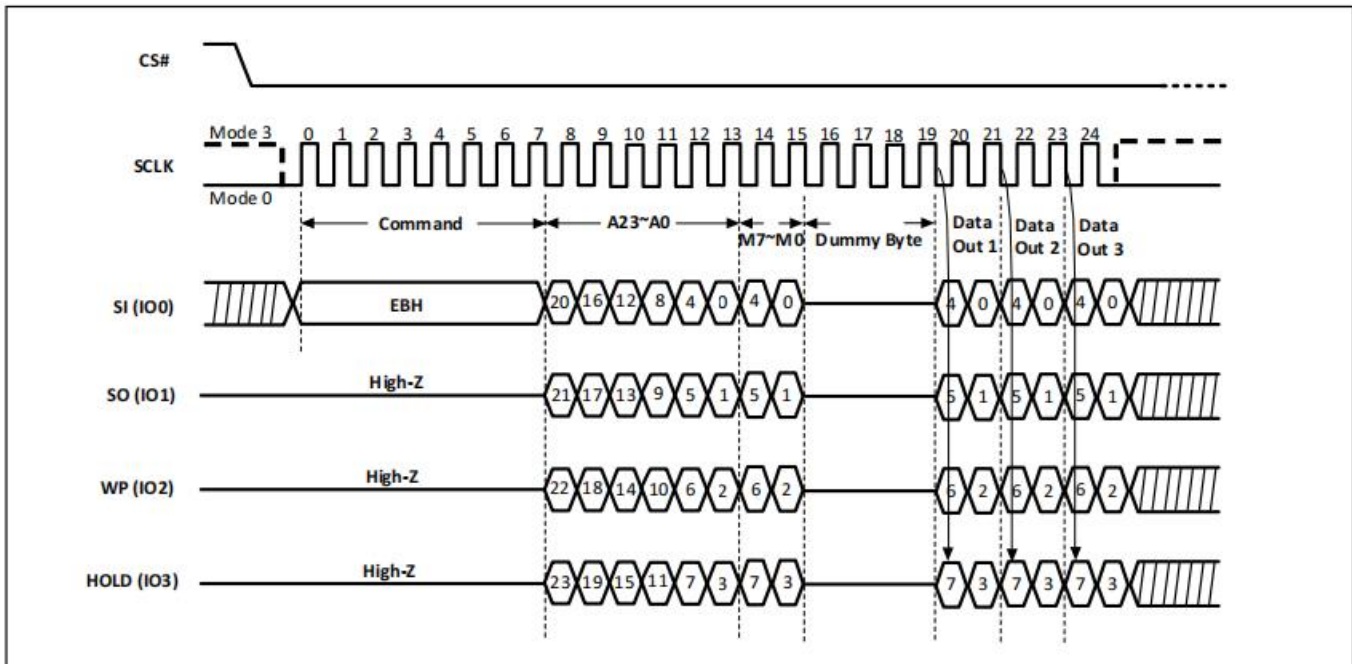 CS#
Mode 3
0 1 2 3 4 5 6 7 8 9 10 11 12 13 14 15 16 17 18 19 20 21 22 23 24
SCLK
Mode 0
Command A23~A0 M7~M0 Dummy Byte Data Out 1 Data Out 2 Data Out 3
SI (IO0) EBH 20 16 12 8 4 0 4 0 4 0 4 0 4 0
SO (IO1) High-Z 21 17 13 9 5 1 5 1 5 1 5 1 5 1
WP (IO2) High-Z 22 18 14 10 6 2 6 2 6 2 6 2 6 2
HOLD (IO3) High-Z 23 19 15 11 7 3 7 3 7 3 7 3 7 3